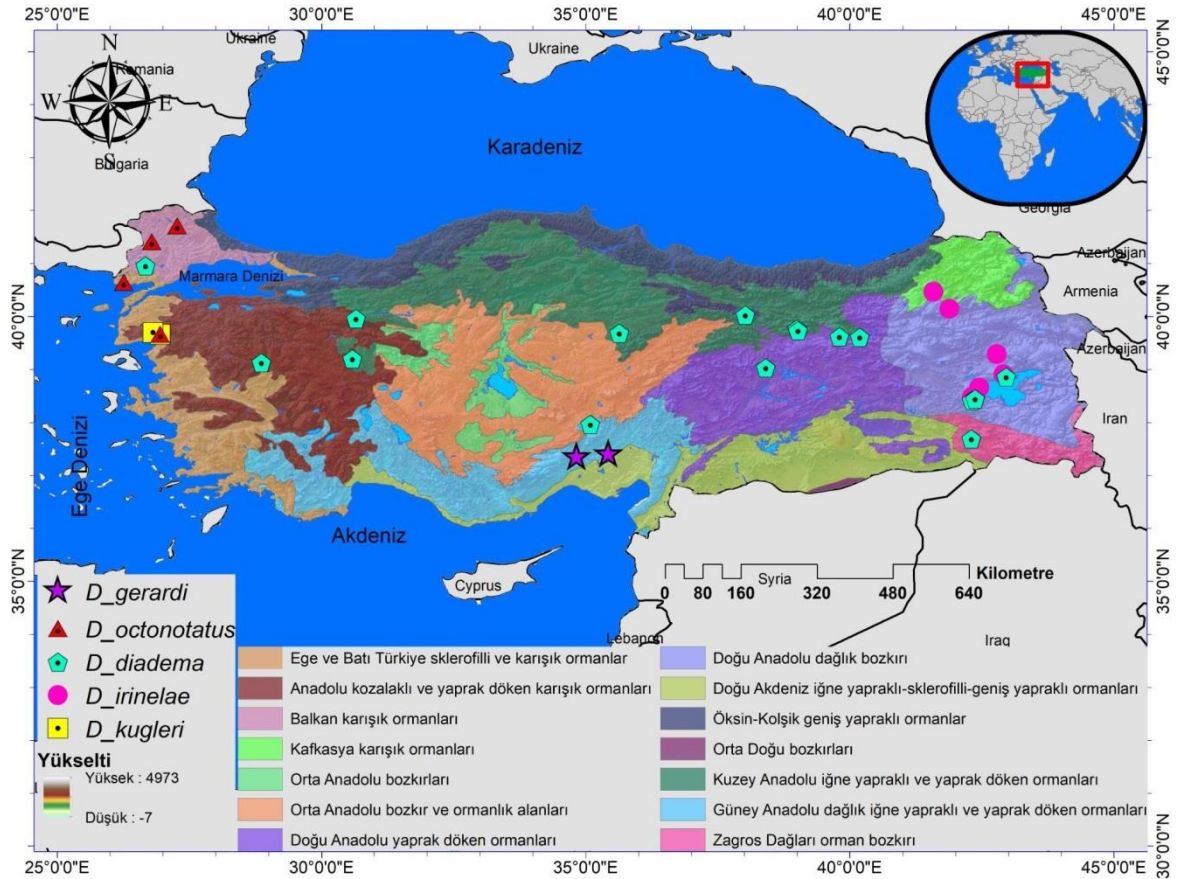 25°0'0"E 30°0'0"E 35°0'0"E 40°0'0"E 45°0'0"E
45°0'0"N
40°0'0"N
35°0'0"N
45°0'0"N
40°0'0"N
35°0'0"N
30°0'0"N
N
W E
S
Ukraine
Ukraine
Romania
Bulgaria
Karadeniz
Georgia
Azerbaijan
Armenia
Azerbaijan
Iran
Marmara Denizi
Ege Denizi
Akdeniz
Cyprus
Syria
Lebanon
Iraq
Kilometre
0 80 160 320 480 640
D_gerardi
D_octonotatus
D_diadema
D_irinelae
D_kugleri
Yükselti
Yüksek : 4973
Düşük : -7
Ege ve Batı Türkiye sklerofilli ve karışık ormanlar
Anadolu kozalaklı ve yaprak döken karışık ormanları
Balkan karışık ormanları
Kafkasya karışık ormanları
Orta Anadolu bozkırları
Orta Anadolu bozkır ve ormanlık alanları
Doğu Anadolu yaprak döken ormanları
Doğu Anadolu dağlık bozkırı
Doğu Akdeniz iğne yapraklı-sklerofilli-geniş yapraklı ormanları
Öksin-Kolşik geniş yapraklı ormanlar
Orta Doğu bozkırları
Kuzey Anadolu iğne yapraklı ve yaprak döken ormanları
Güney Anadolu dağlık iğne yapraklı ve yaprak döken ormanları
Zagros Dağları orman bozkırı
25°0'0"E 30°0'0"E 35°0'0"E 40°0'0"E 45°0'0"E